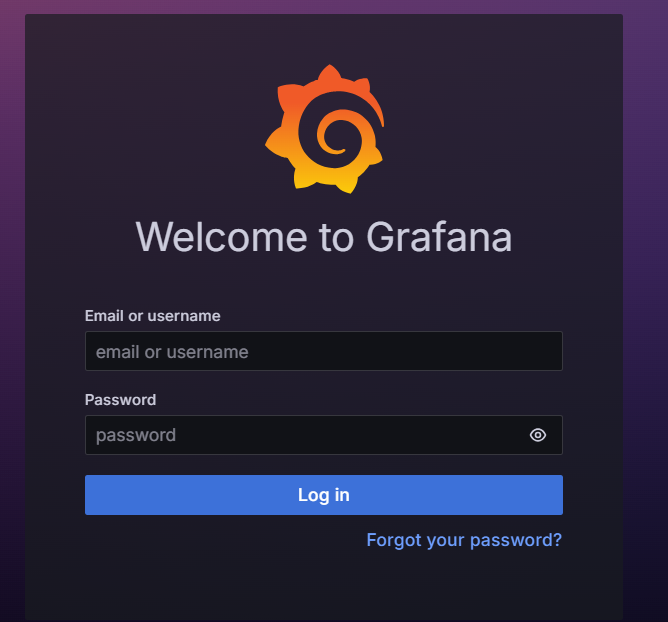 Welcome to Grafana
Email or username
email or username
Password
password
Log in
Forgot your password?